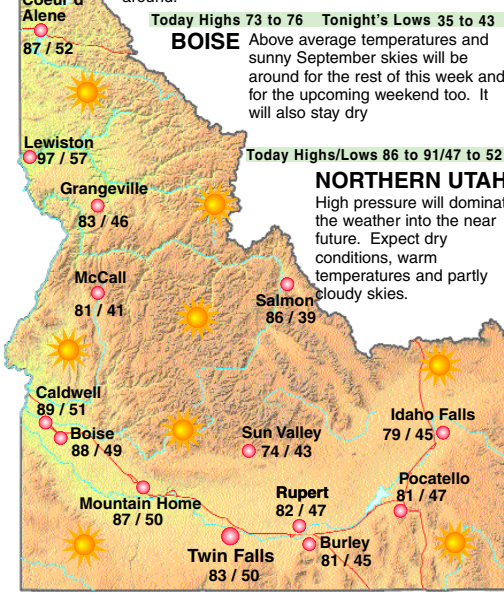 around.
Coeur d'
Alene
87 / 52
Today Highs 73 to 76 Tonight's Lows 35 to 43
BOISE
Above average temperatures and
sunny September skies will be
around for the rest of this week and
for the upcoming weekend too. It
will also stay dry
Lewiston
97 / 57
Today Highs/Lows 86 to 91/47 to 52
NORTHERN UTAH
High pressure will dominat
the weather into the near
future. Expect dry
conditions, warm
temperatures and partly
cloudy skies.
Grangeville
83 / 46
McCall
81 / 41
Salmon
86 / 39
Caldwell
89 / 51
Boise
88 / 49
Sun Valley
74 / 43
Idaho Falls
79 / 45
Mountain Home
87 / 50
Rupert
82 / 47
Pocatello
81 / 47
Twin Falls
83 / 50
Burley
81 / 45